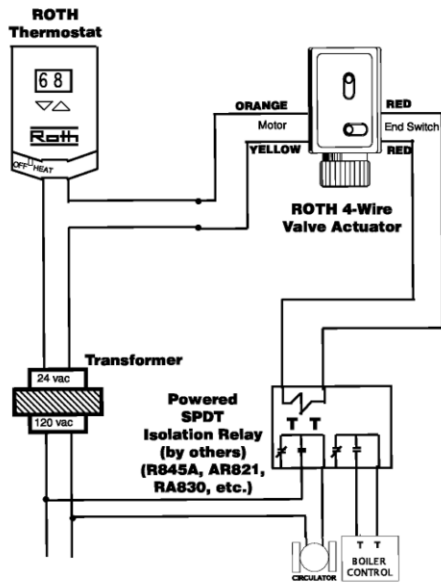 ROTH
Thermostat
68
Roth
OFF HEAT
ORANGE
Motor
YELLOW
RED
End Switch
RED
ROTH 4-Wire
Valve Actuator
Transformer
24 vac
120 vac
Powered
SPDT
Isolation Relay
(by others)
(R845A, AR821,
RA830, etc.)
T T
CIRCULATOR
T T
BOILER
CONTROL